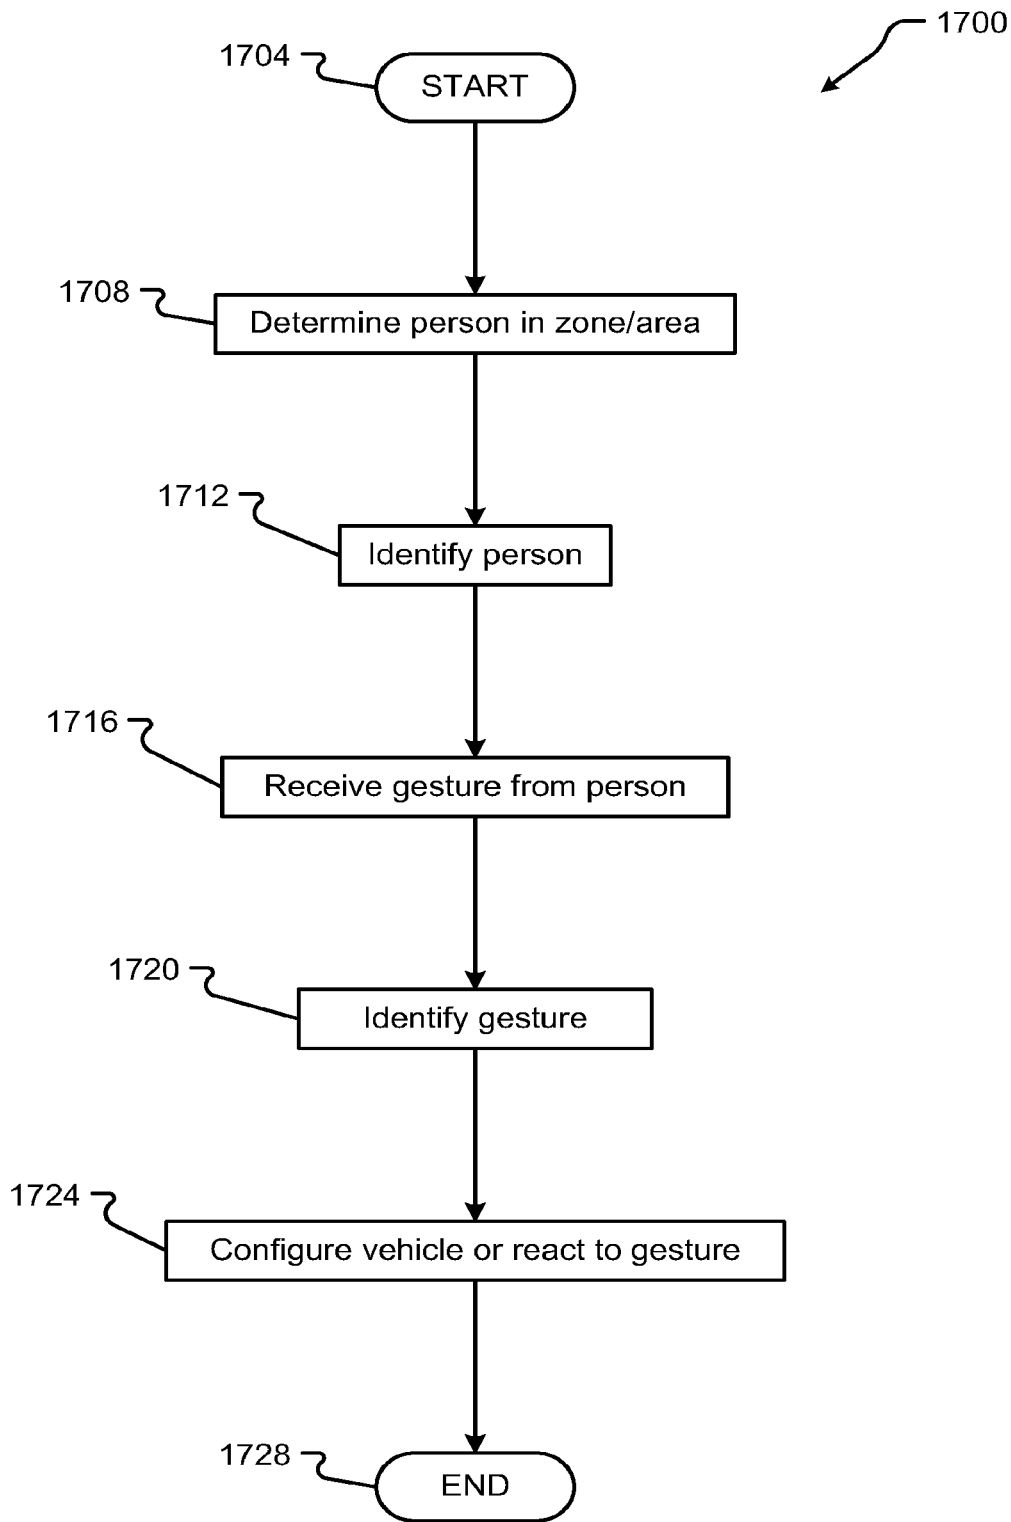 1700
1704
START
1708
Determine person in zone/area
1712
Identify person
1716
Receive gesture from person
1720
Identify gesture
1724
Configure vehicle or react to gesture
1728
END